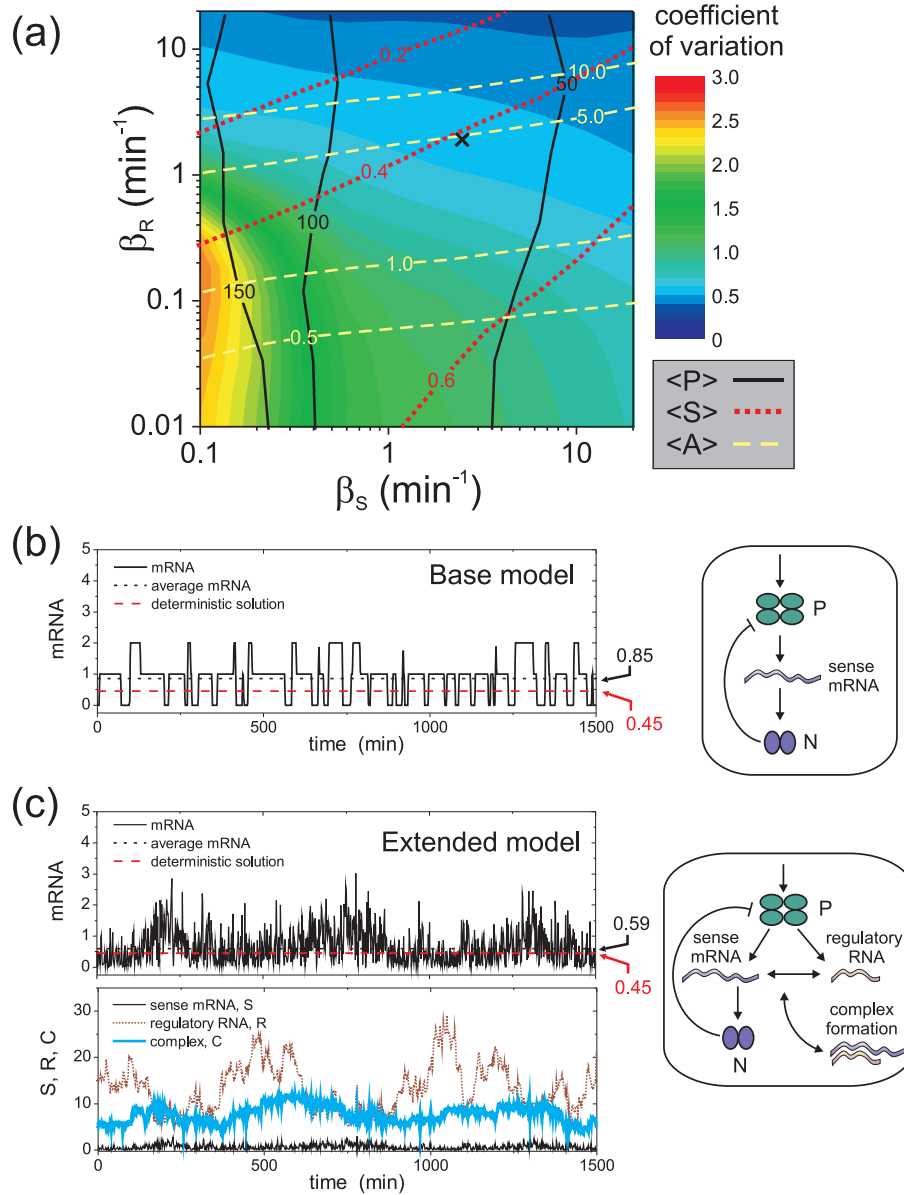 (a)
coefficient
of variation
10
1
0.1
0.01
βR (min⁻¹)
0.1
1
10
βS (min⁻¹)
0.2
10.0
50
-5.0
0.4
100
1.0
150
-0.5
0.6
3.0
2.5
2.0
1.5
1.0
0.5
0
<P>
<S>
<A>
(b)
5
4
3
2
1
0
mRNA
mRNA
average mRNA
deterministic solution
Base model
0.85
0.45
0
500
1000
1500
time (min)
P
sense
mRNA
N
(c)
5
4
3
2
1
0
mRNA
mRNA
average mRNA
deterministic solution
Extended model
0.59
0.45
30
20
10
0
S, R, C
sense mRNA, S
regulatory RNA, R
complex, C
0
500
1000
1500
time (min)
P
sense
mRNA
regulatory
RNA
complex
formation
N